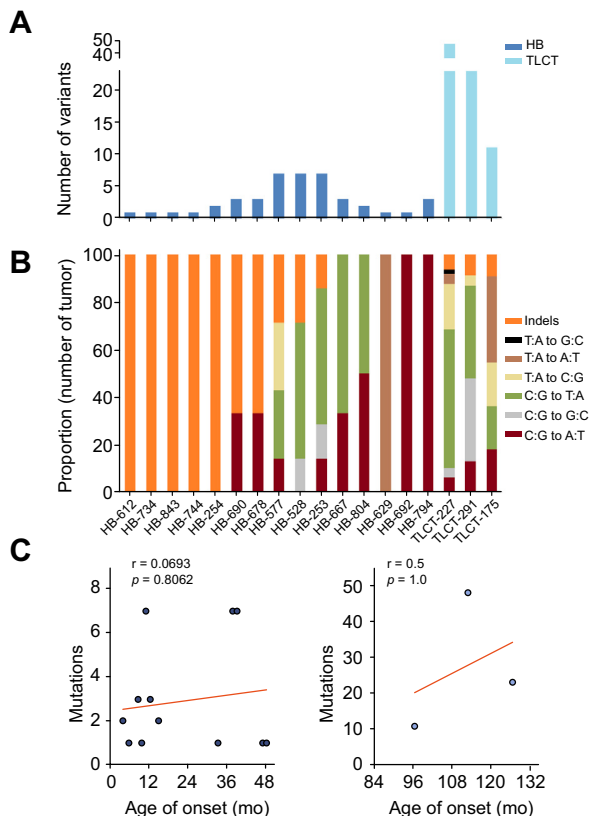 A
50
40
20
15
10
5
0
Number of variants
HB
TLCT
B
100
80
60
40
20
0
Proportion (number of tumor)
Indels
T:A to G:C
T:A to A:T
T:A to C:G
C:G to T:A
C:G to G:C
C:G to A:T
HB-612
HB-734
HB-843
HB-744
HB-254
HB-690
HB-678
HB-577
HB-528
HB-253
HB-667
HB-804
HB-629
HB-692
HB-794
TLCT-227
TLCT-291
TLCT-175
C
r = 0.0693
p = 0.8062
8
6
4
2
0
Mutations
0 12 24 36 48
Age of onset (mo)
r = 0.5
p = 1.0
50
40
30
20
10
0
Mutations
84 96 108 120 132
Age of onset (mo)